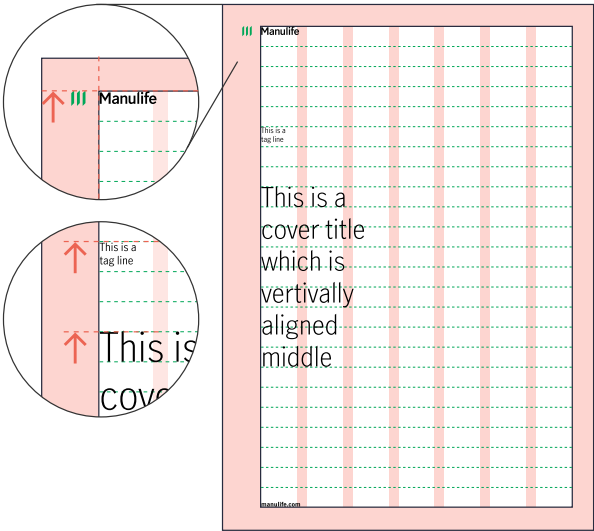 Manulife
This is a
tag line
This is a
cover title
which is
vertivally
aligned
middle
manulife.com
Manulife
This is a
tag line
This is
cove